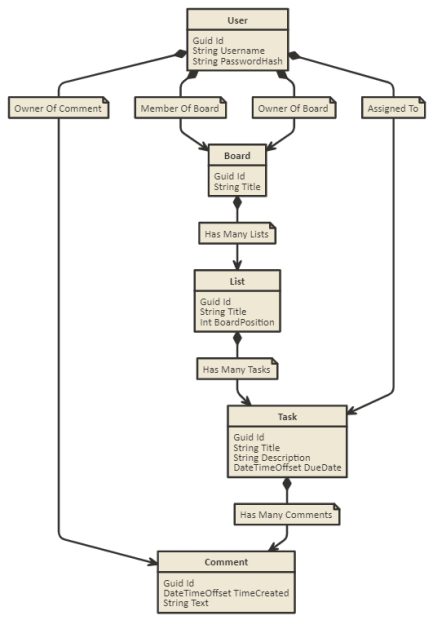 User
Guid Id
String Username
String PasswordHash
Owner Of Comment
Member Of Board
Owner Of Board
Assigned To
Board
Guid Id
String Title
Has Many Lists
List
Guid Id
String Title
Int BoardPosition
Has Many Tasks
Task
Guid Id
String Title
String Description
DateTimeOffset DueDate
Has Many Comments
Comment
Guid Id
DateTimeOffset TimeCreated
String Text